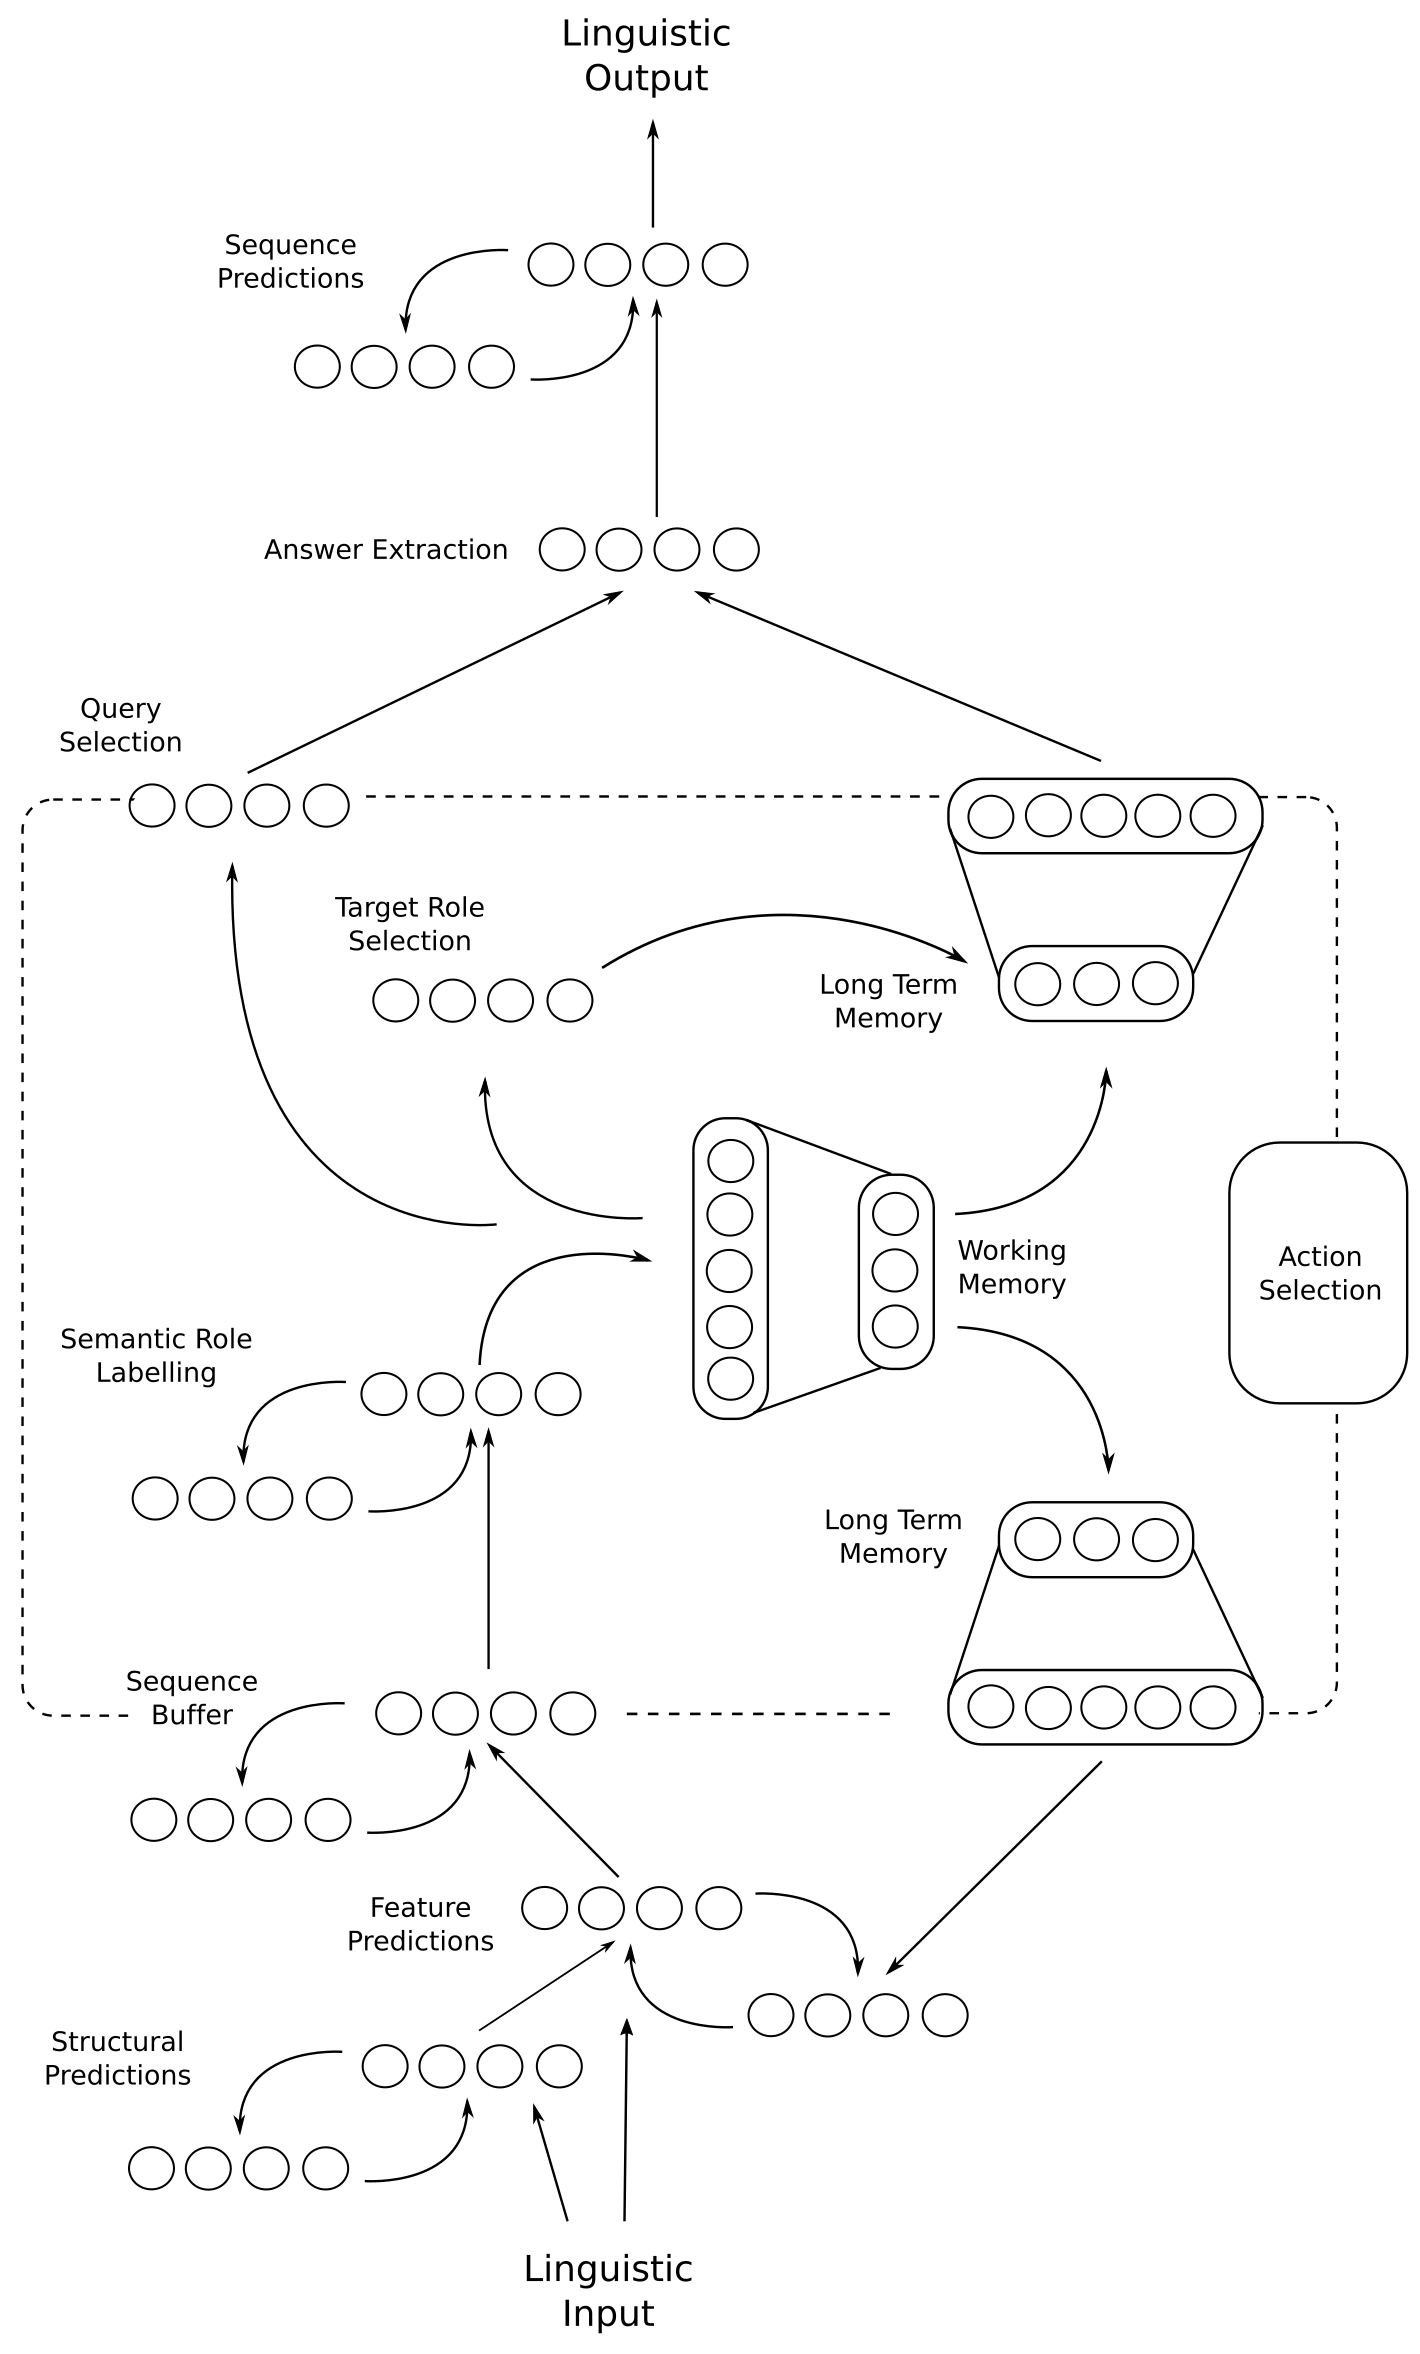 Linguistic
Output
Sequence
Predictions
Answer Extraction
Query
Selection
Target Role
Selection
Long Term
Memory
Working
Memory
Action
Selection
Semantic Role
Labelling
Long Term
Memory
Sequence
Buffer
Feature
Predictions
Structural
Predictions
Linguistic
Input